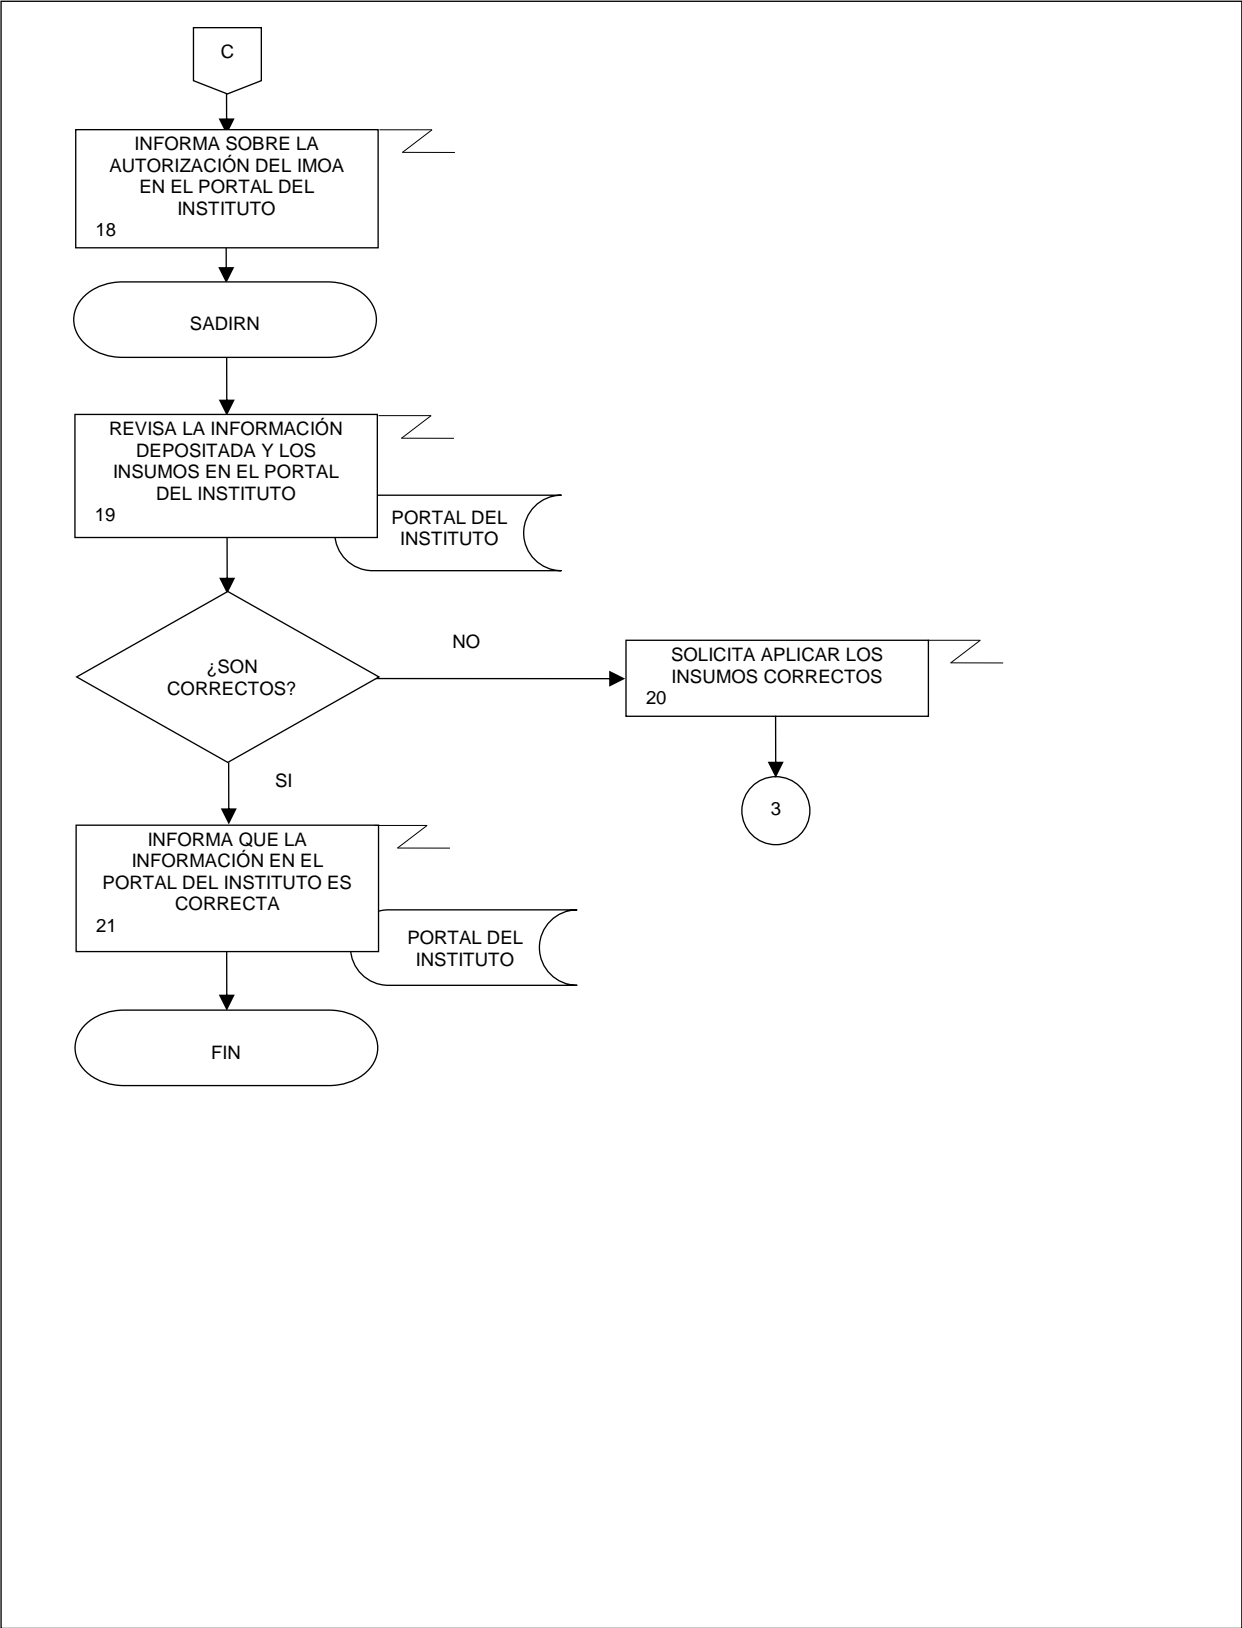 C
INFORMA SOBRE LA
AUTORIZACIÓN DEL IMOA
EN EL PORTAL DEL
INSTITUTO
18
SADIRN
REVISA LA INFORMACIÓN
DEPOSITADA Y LOS
INSUMOS EN EL PORTAL
DEL INSTITUTO
19
PORTAL DEL
INSTITUTO
¿SON
CORRECTOS?
NO
SOLICITA APLICAR LOS
INSUMOS CORRECTOS
20
3
SI
INFORMA QUE LA
INFORMACIÓN EN EL
PORTAL DEL INSTITUTO ES
CORRECTA
21
PORTAL DEL
INSTITUTO
FIN